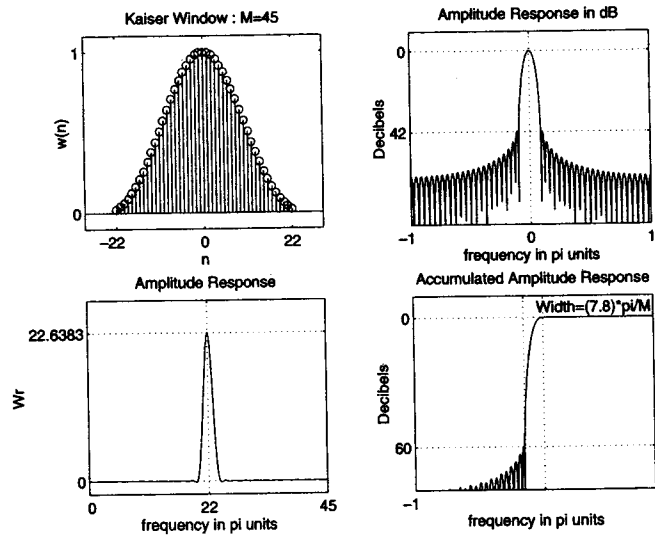 Kaiser Window : M=45
1
w(n)
0
−22
0
22
n
Amplitude Response in dB
0
Decibels
42
−1
0
1
frequency in pi units
Amplitude Response
22.6383
Wr
0
0
22
45
frequency in pi units
Accumulated Amplitude Response
Width=(7.8)*pi/M
0
Decibels
60
−1
1
frequency in pi units